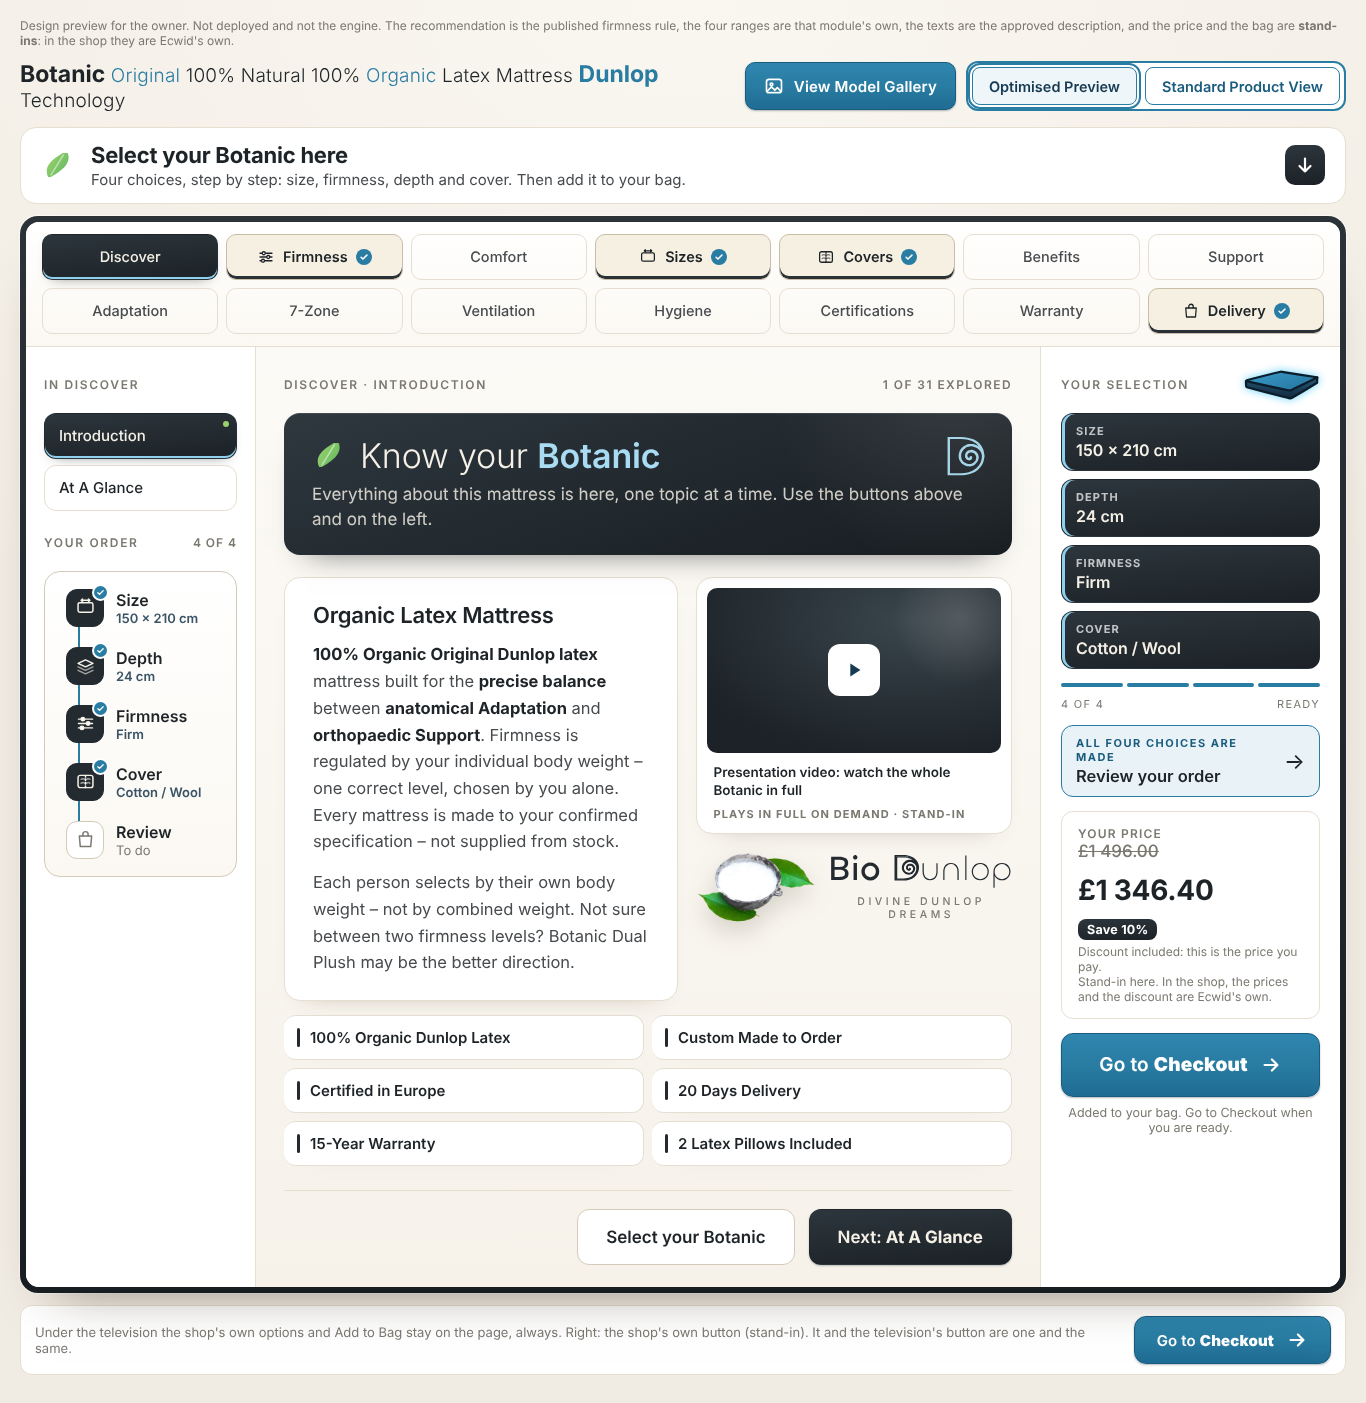 Design preview for the owner. Not deployed and not the engine. The recommendation is the published firmness rule, the four ranges are that module's own, the texts are the approved description, and the price and the bag are stand-
ins: in the shop they are Ecwid's own.
Botanic Original 100% Natural 100% Organic Latex Mattress Dunlop
Technology
View Model Gallery
Optimised Preview
Standard Product View
Select your Botanic here
Four choices, step by step: size, firmness, depth and cover. Then add it to your bag.
Discover
Firmness
Comfort
Sizes
Covers
Benefits
Support
Adaptation
7-Zone
Ventilation
Hygiene
Certifications
Warranty
Delivery
IN DISCOVER
Introduction
At A Glance
YOUR ORDER
4 OF 4
Size
150 × 210 cm
Depth
24 cm
Firmness
Firm
Cover
Cotton / Wool
Review
To do
DISCOVER · INTRODUCTION
1 OF 31 EXPLORED
Know your Botanic
Everything about this mattress is here, one topic at a time. Use the buttons above
and on the left.
Organic Latex Mattress
100% Organic Original Dunlop latex
mattress built for the precise balance
between anatomical Adaptation and
orthopaedic Support. Firmness is
regulated by your individual body weight –
one correct level, chosen by you alone.
Every mattress is made to your confirmed
specification – not supplied from stock.
Each person selects by their own body
weight – not by combined weight. Not sure
between two firmness levels? Botanic Dual
Plush may be the better direction.
Presentation video: watch the whole
Botanic in full
PLAYS IN FULL ON DEMAND · STAND-IN
Bio Dunlop
DIVINE DUNLOP
DREAMS
100% Organic Dunlop Latex
Custom Made to Order
Certified in Europe
20 Days Delivery
15-Year Warranty
2 Latex Pillows Included
Select your Botanic
Next: At A Glance
YOUR SELECTION
SIZE
150 × 210 cm
DEPTH
24 cm
FIRMNESS
Firm
COVER
Cotton / Wool
4 OF 4
READY
ALL FOUR CHOICES ARE
MADE
Review your order
YOUR PRICE
£1 496.00
£1 346.40
Save 10%
Discount included: this is the price you
pay.
Stand-in here. In the shop, the prices
and the discount are Ecwid's own.
Go to Checkout
Added to your bag. Go to Checkout when
you are ready.
Under the television the shop's own options and Add to Bag stay on the page, always. Right: the shop's own button (stand-in). It and the television's button are one and the
same.
Go to Checkout